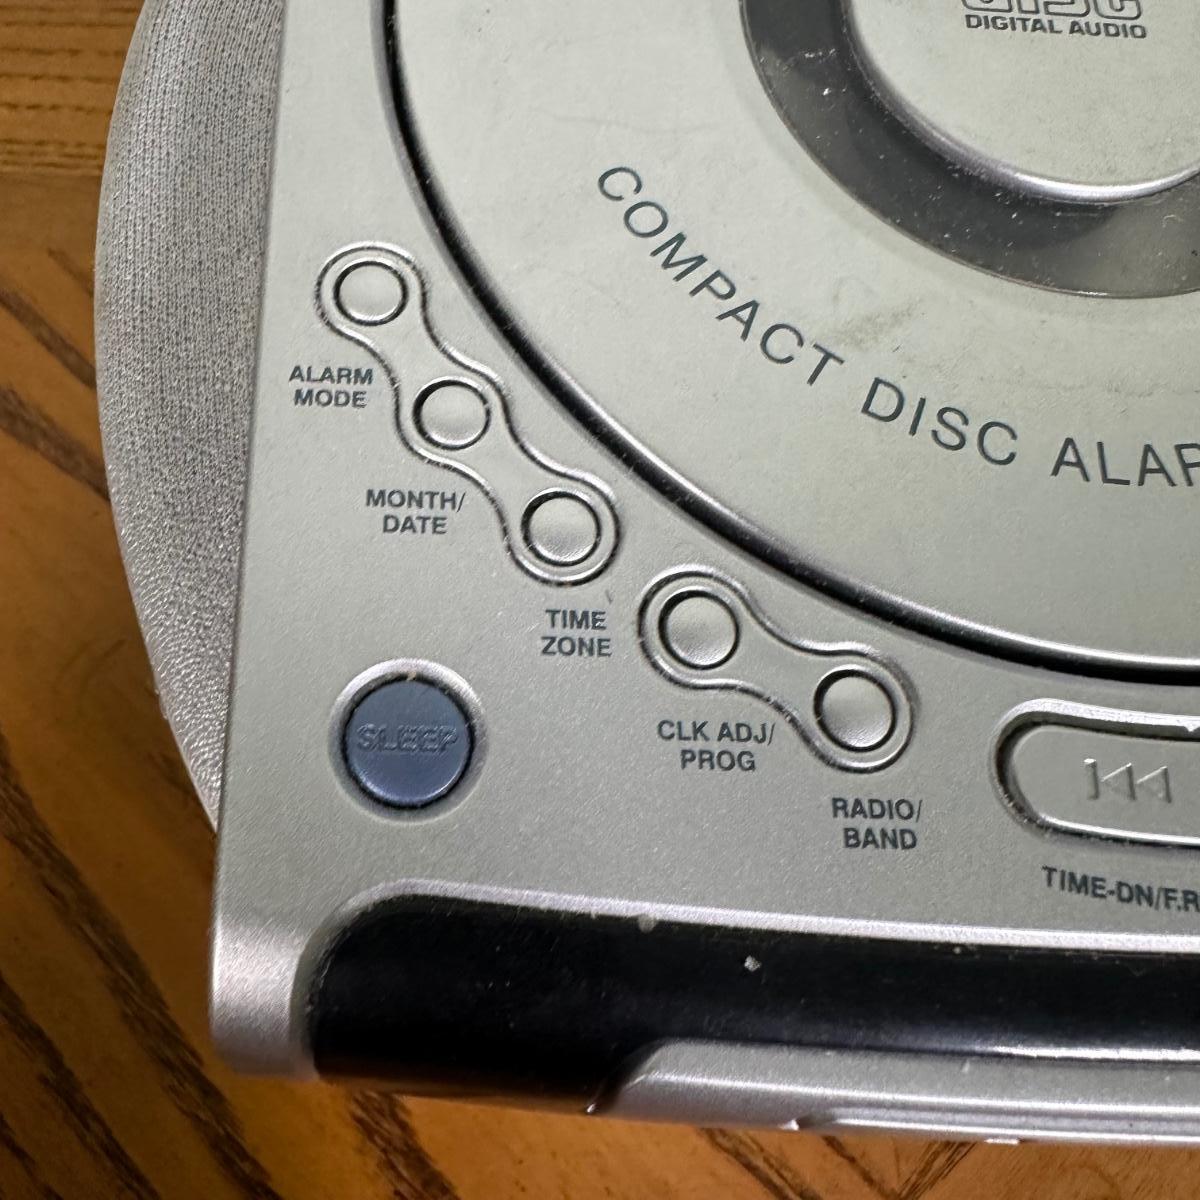 DIGITAL AUDIO
COMPACT DISC ALAR
ALARM
MODE
MONTH/
DATE
TIME
ZONE
SLEEP
CLK ADJ/
PROG
RADIO/
BAND
TIME-DN/F.R